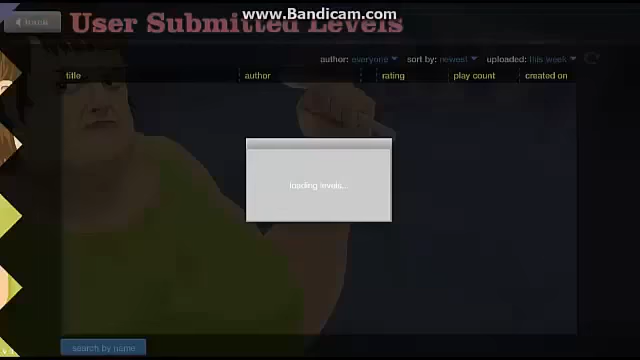 www.Bandicam.com
back
User Submitted Levels
author: everyone sort by: newest uploaded: this week
title author rating play count created on
loading levels...
search by name